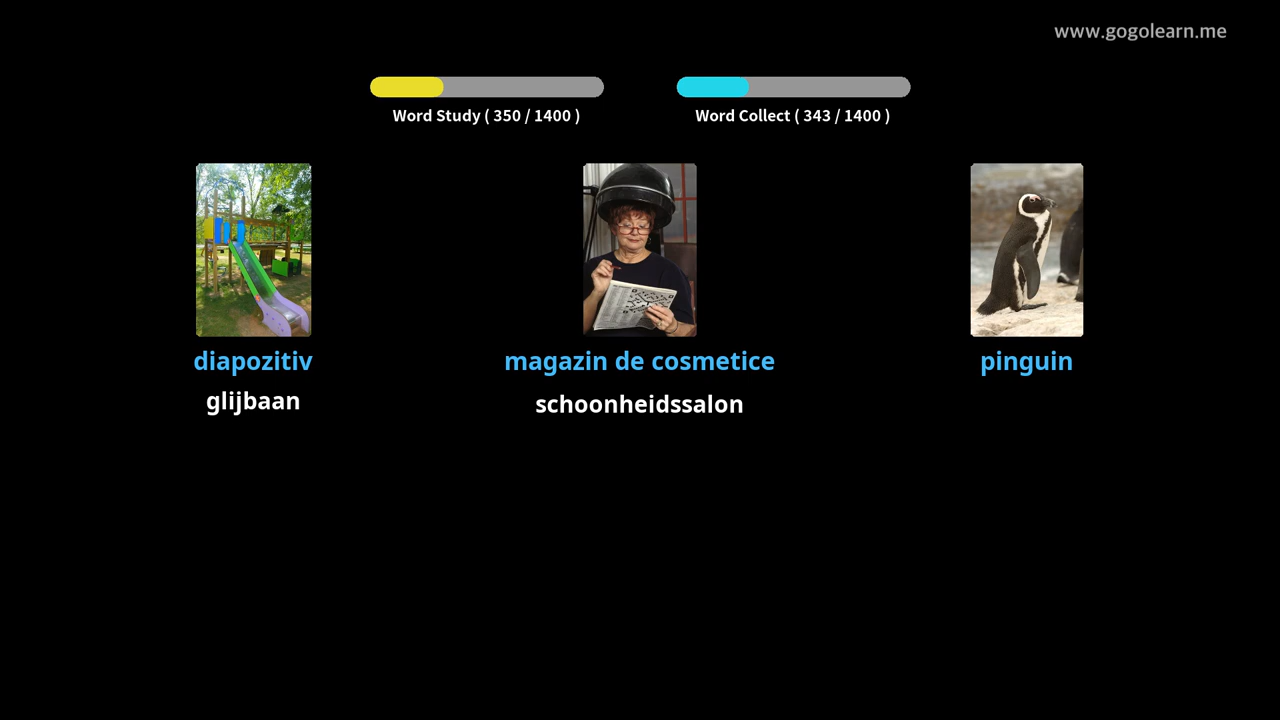 www.gogolearn.me
Word Study ( 350 / 1400 )
Word Collect ( 343 / 1400 )
diapozitiv
magazin de cosmetice
pinguin
glijbaan
schoonheidssalon